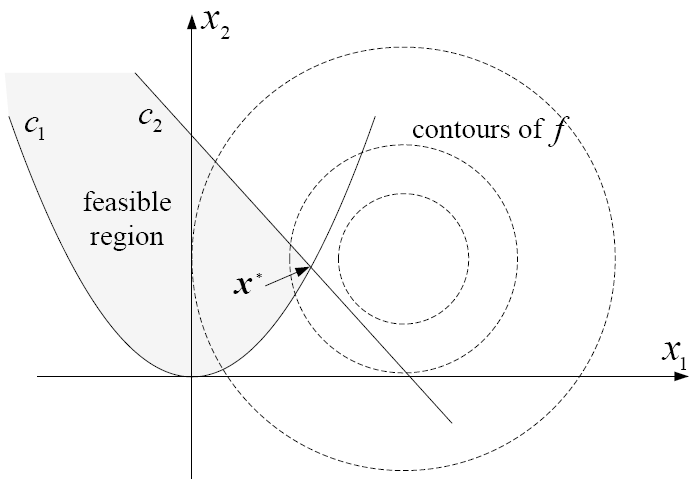 x₂
c₁
c₂
contours of f
feasible
region
x*
x₁